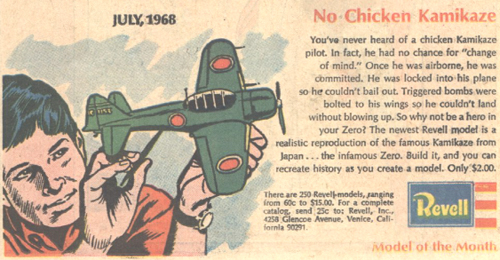 JULY, 1968
No Chicken Kamikaze
You've never heard of a chicken Kamikaze
pilot. In fact, he had no chance for "change
of mind." Once he was airborne, he was
committed. He was locked into his plane
so he couldn't bail out. Triggered bombs were
bolted to his wings so he couldn't land
without blowing up. So why not be a hero in
your Zero? The newest Revell model is a
realistic reproduction of the famous Kamikaze from
Japan . . . the infamous Zero. Build it, and you can
recreate history as you create a model. Only $2.00.
There are 250 Revell models, ranging
from 60c to $15.00. For a complete
catalog, send 25c to: Revell, Inc.,
4258 Glencoe Avenue, Venice, Cali-
fornia 90291.
Revell
Model of the Month